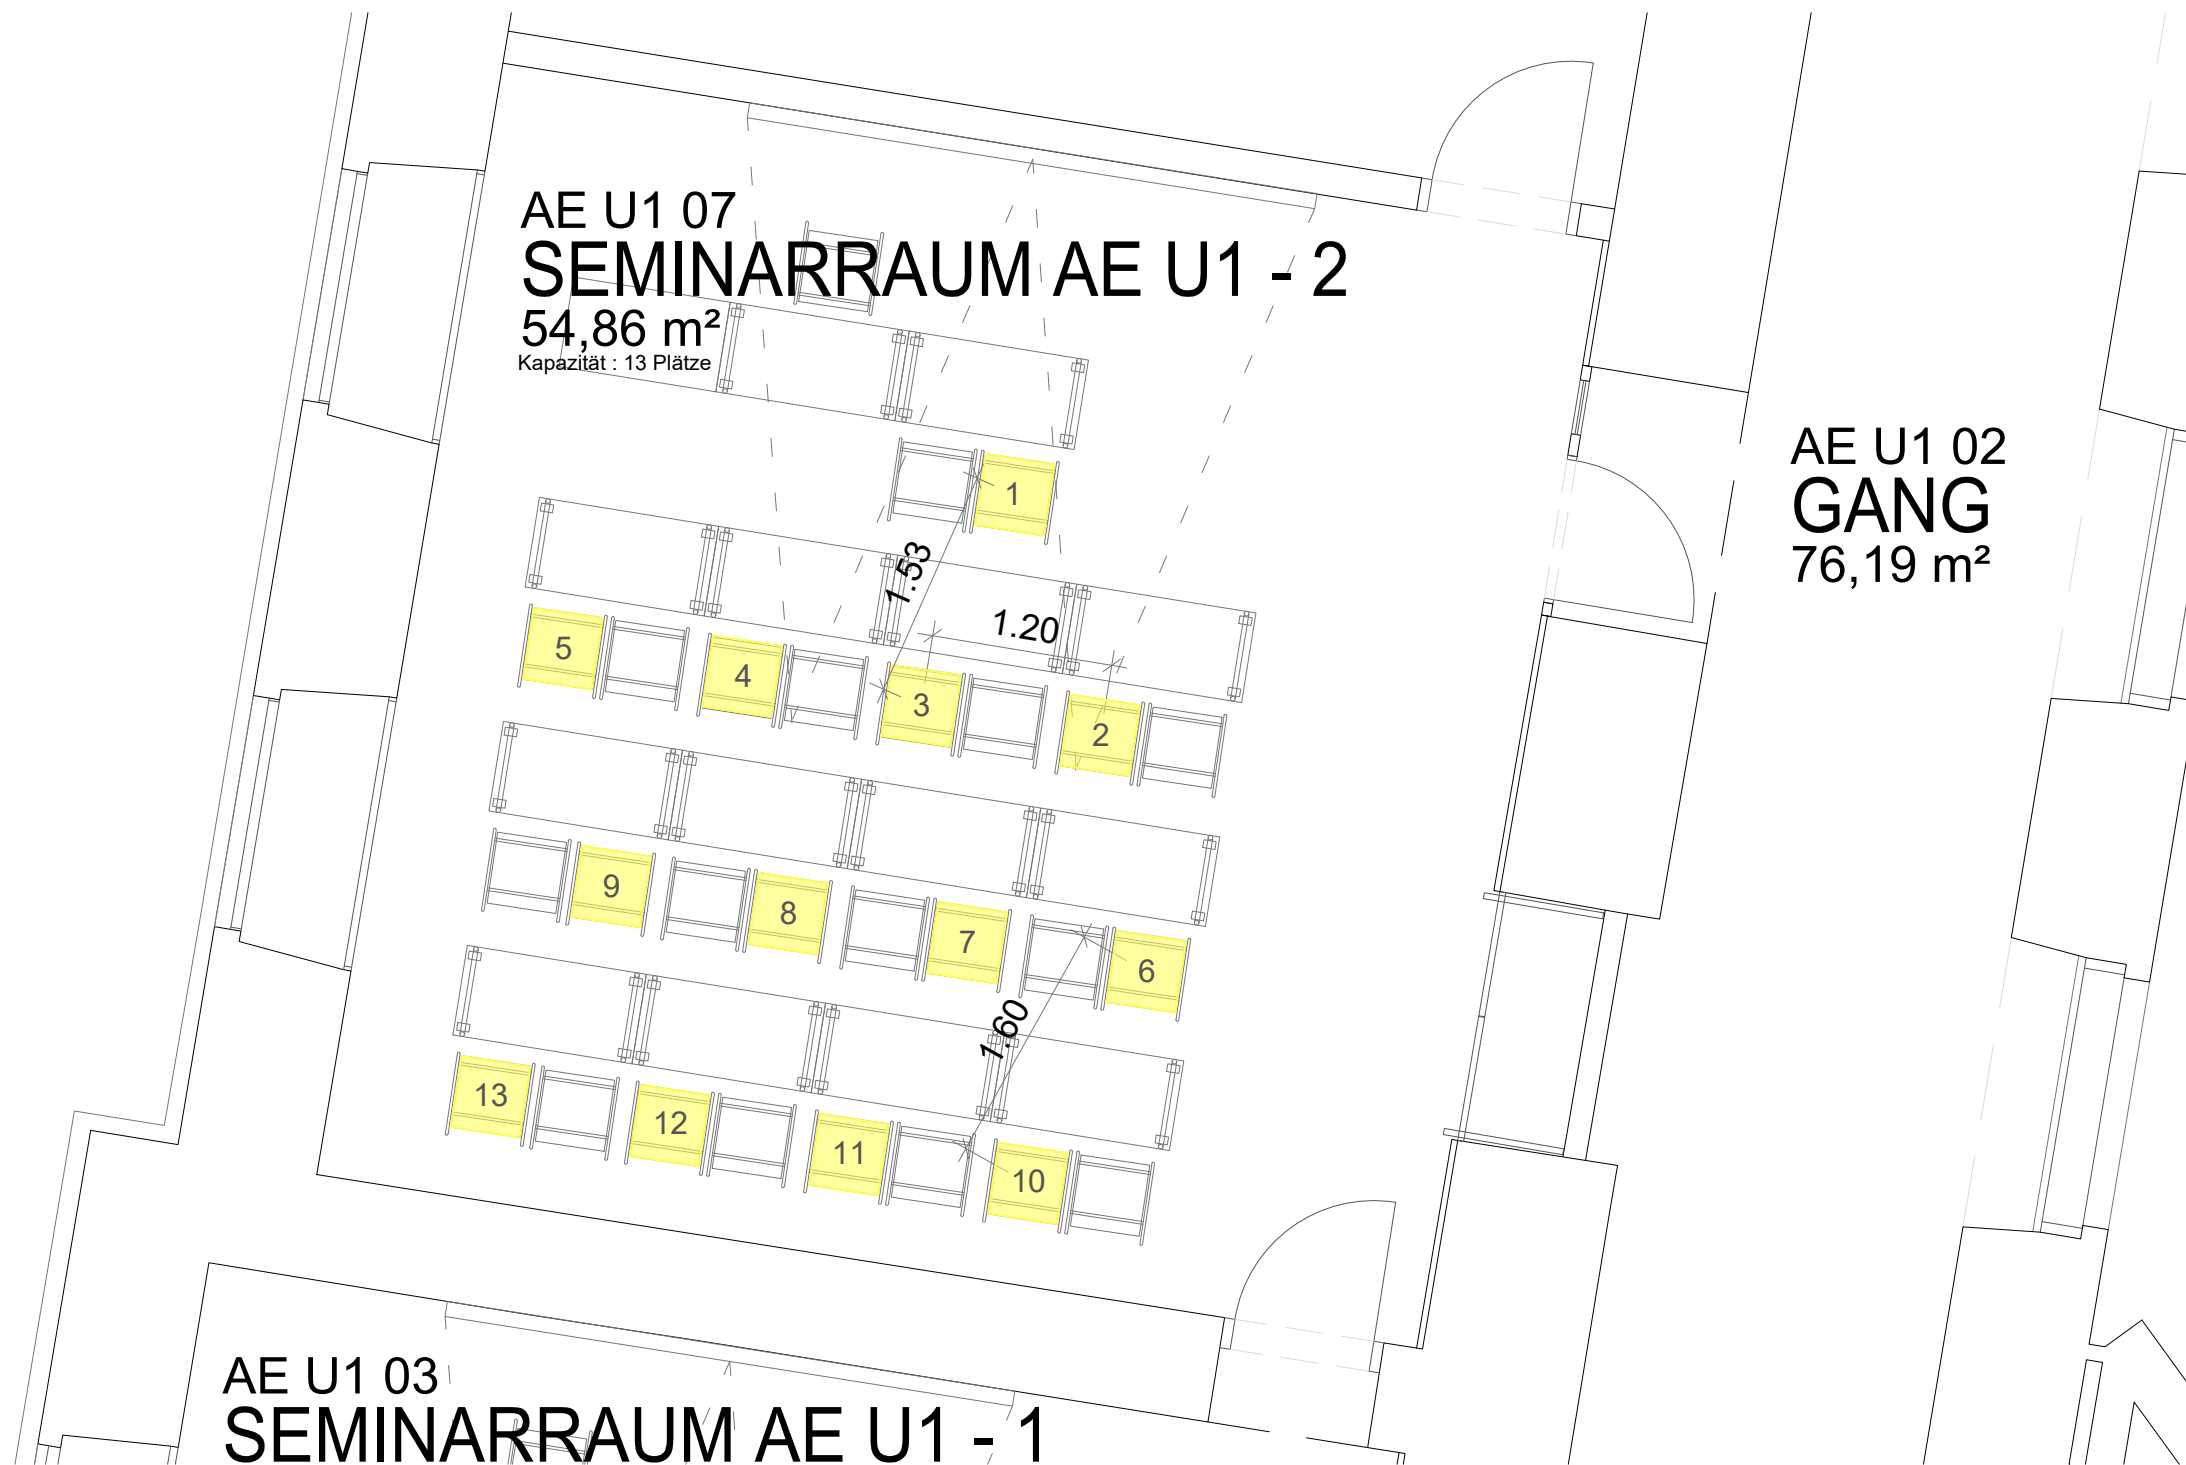 AE U1 07
SEMINARRAUM AE U1 - 2
54,86 m²
Kapazität : 13 Plätze
AE U1 02
GANG
76,19 m²
1
1.53
1.20
5
4
3
2
9
8
7
6
1.60
13
12
11
10
AE U1 03
SEMINARRAUM AE U1 - 1